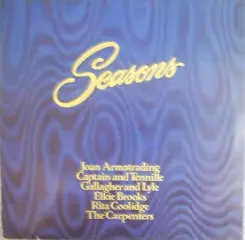 Seasons
Joan Armatrading
Captain and Tennille
Gallagher and Lyle
Elkie Brooks
Rita Coolidge
The Carpenters